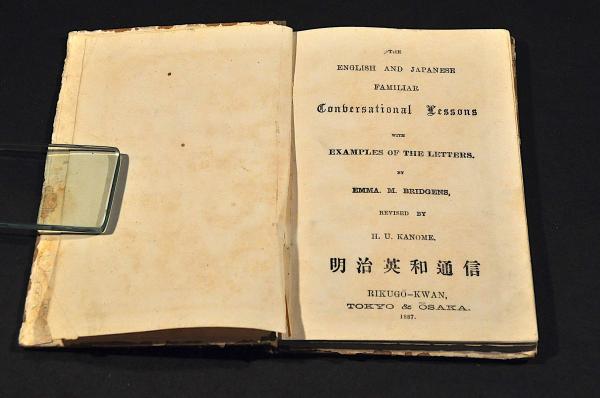 THE
ENGLISH AND JAPANESE
FAMILIAR
Conversational Lessons
WITH
EXAMPLES OF THE LETTERS.
BY
EMMA. M. BRIDGENS,
REVISED BY
H. U. KANOME,
明治英和通信
RIKUGŌ-KWAN,
TOKYO & ŌSAKA.
1887.